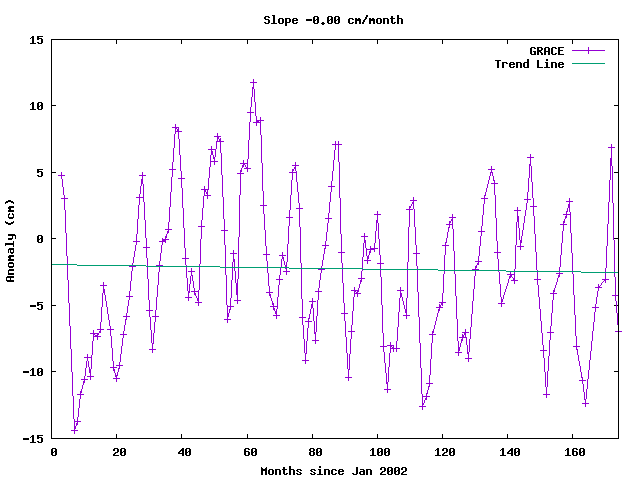 Slope -0.00 cm/month
GRACE
Trend Line
15
10
5
0
-5
-10
-15
Anomaly (cm)
0 20 40 60 80 100 120 140 160
Months since Jan 2002